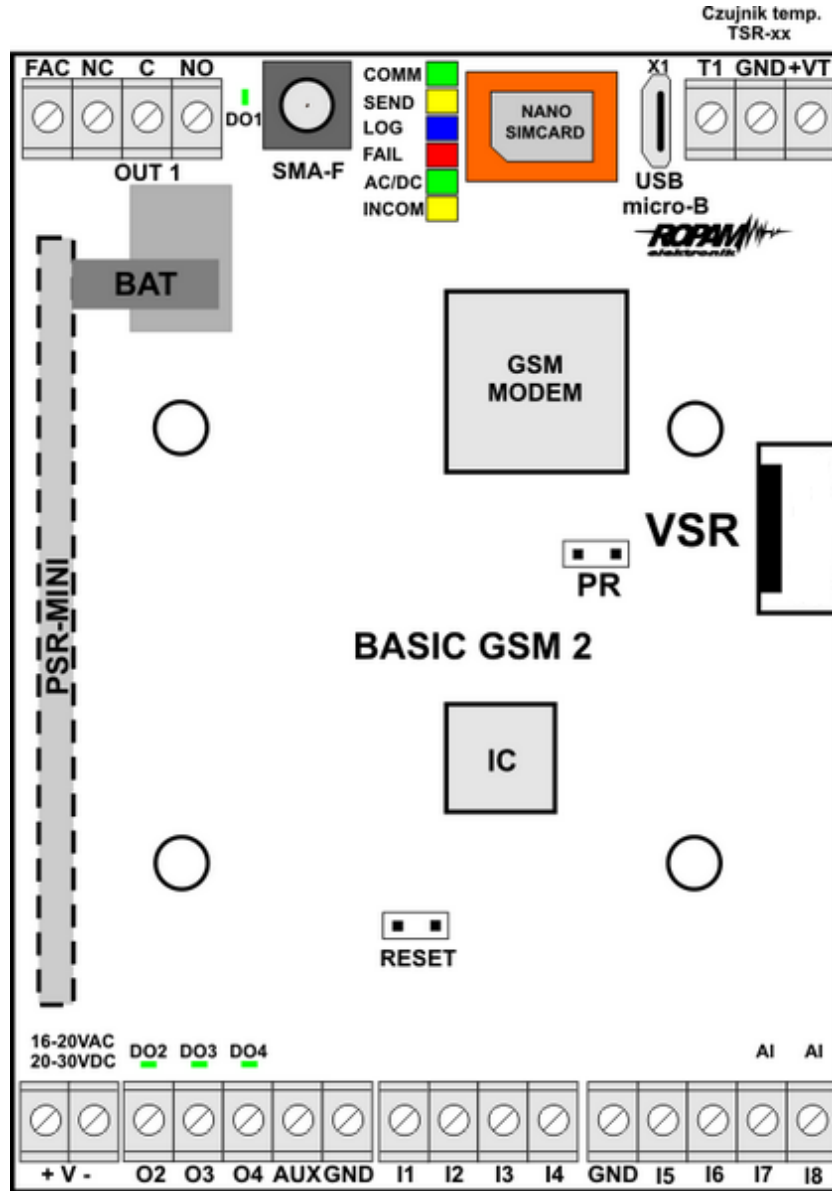 Czujnik temp.
TSR-xx
FAC NC C NO
DO1
OUT 1
SMA-F
COMM
SEND
LOG
FAIL
AC/DC
INCOM
NANO
SIMCARD
X1
USB
micro-B
T1 GND +VT
ROPAM
elektronik
BAT
GSM
MODEM
PSR-MINI
VSR
PR
BASIC GSM 2
IC
RESET
16-20VAC
20-30VDC
DO2 DO3 DO4
AI AI
+ V -
O2 O3 O4 AUX GND
I1 I2 I3 I4
GND I5 I6 I7 I8